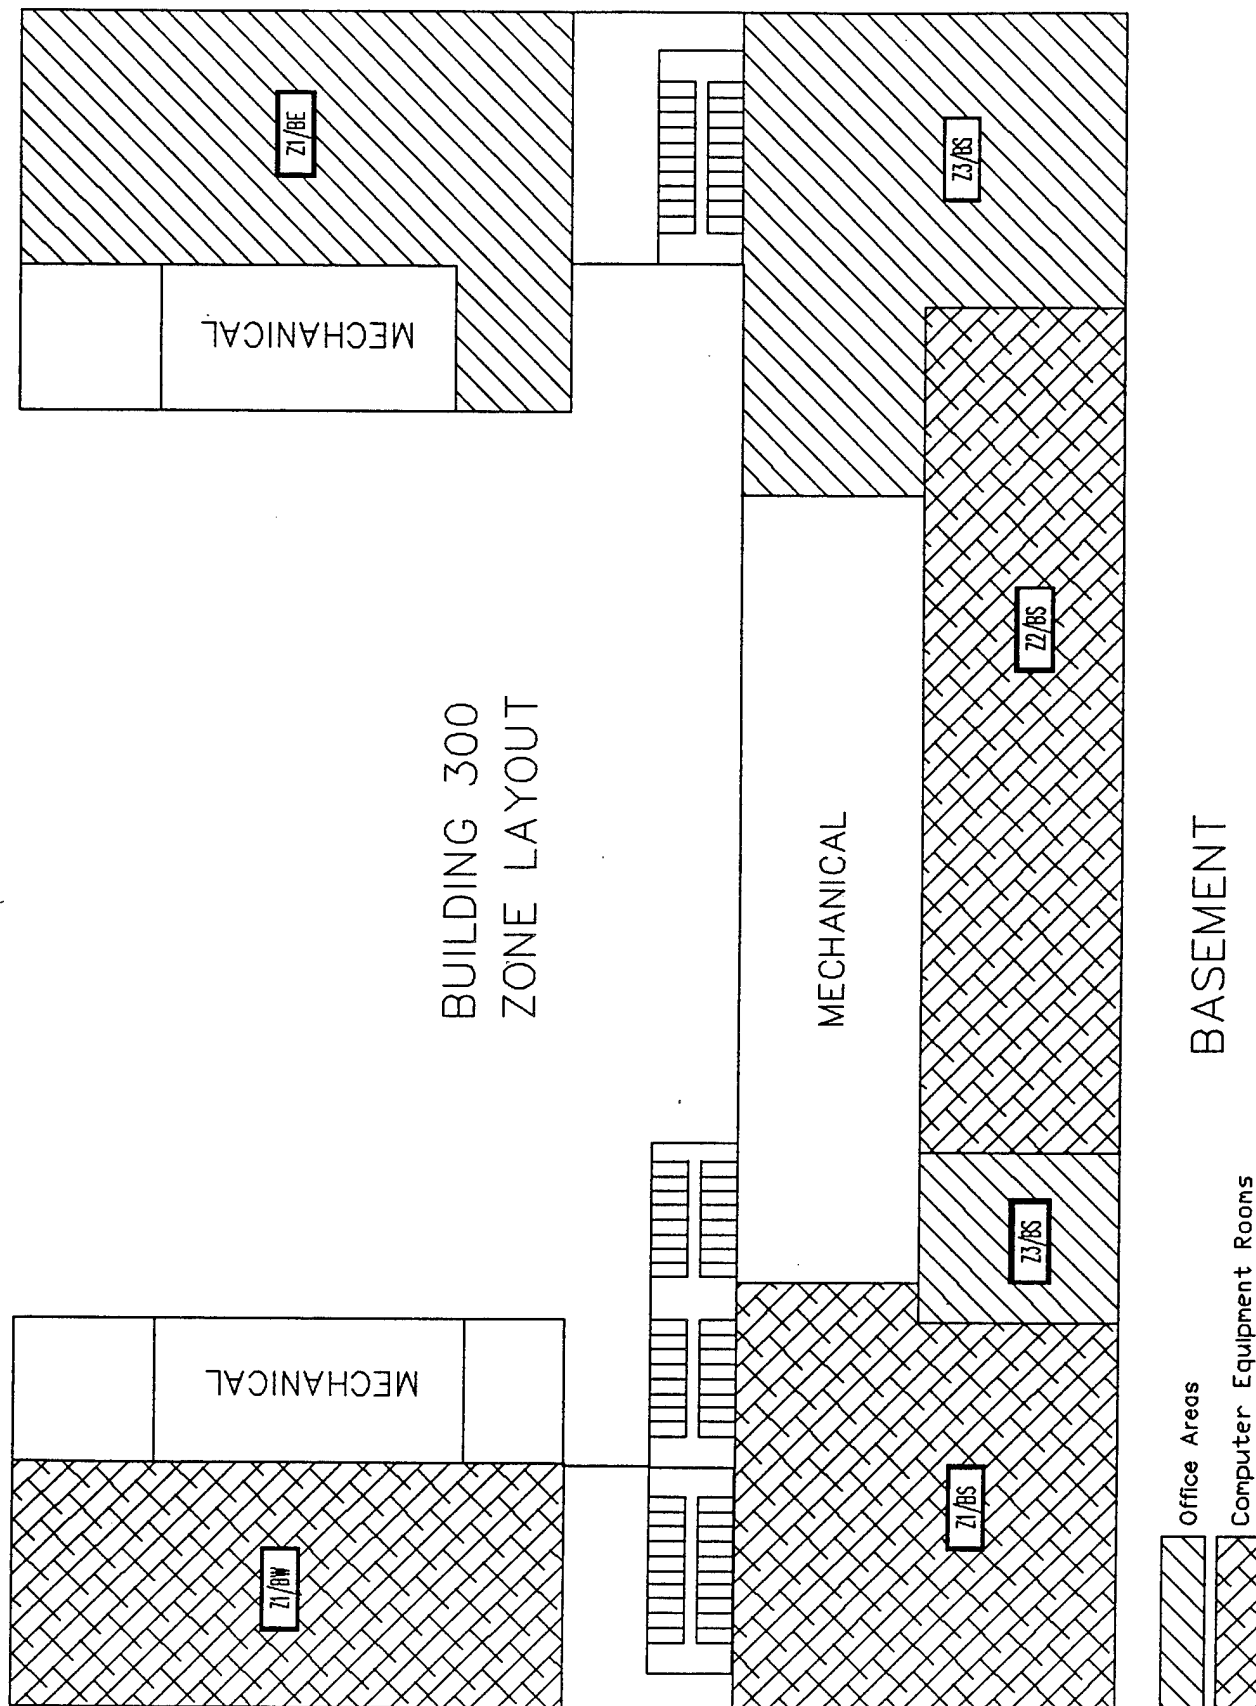 Z1/BW
MECHANICAL
MECHANICAL
Z1/BE
BUILDING 300
ZONE LAYOUT
MECHANICAL
Z1/BS
Z3/BS
Z2/BS
Z3/BS
BASEMENT
Office Areas
Computer Equipment Rooms